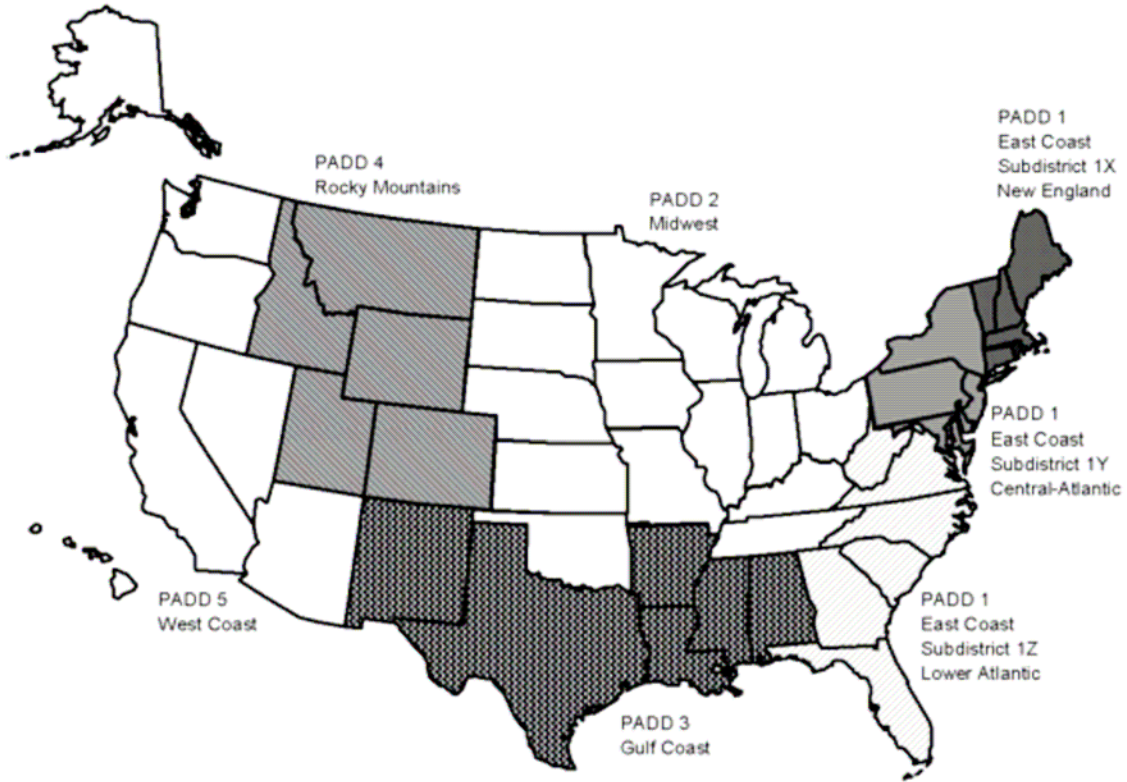 PADD 1
East Coast
Subdistrict 1X
New England
PADD 4
Rocky Mountains
PADD 2
Midwest
PADD 1
East Coast
Subdistrict 1Y
Central-Atlantic
PADD 5
West Coast
PADD 1
East Coast
Subdistrict 1Z
Lower Atlantic
PADD 3
Gulf Coast